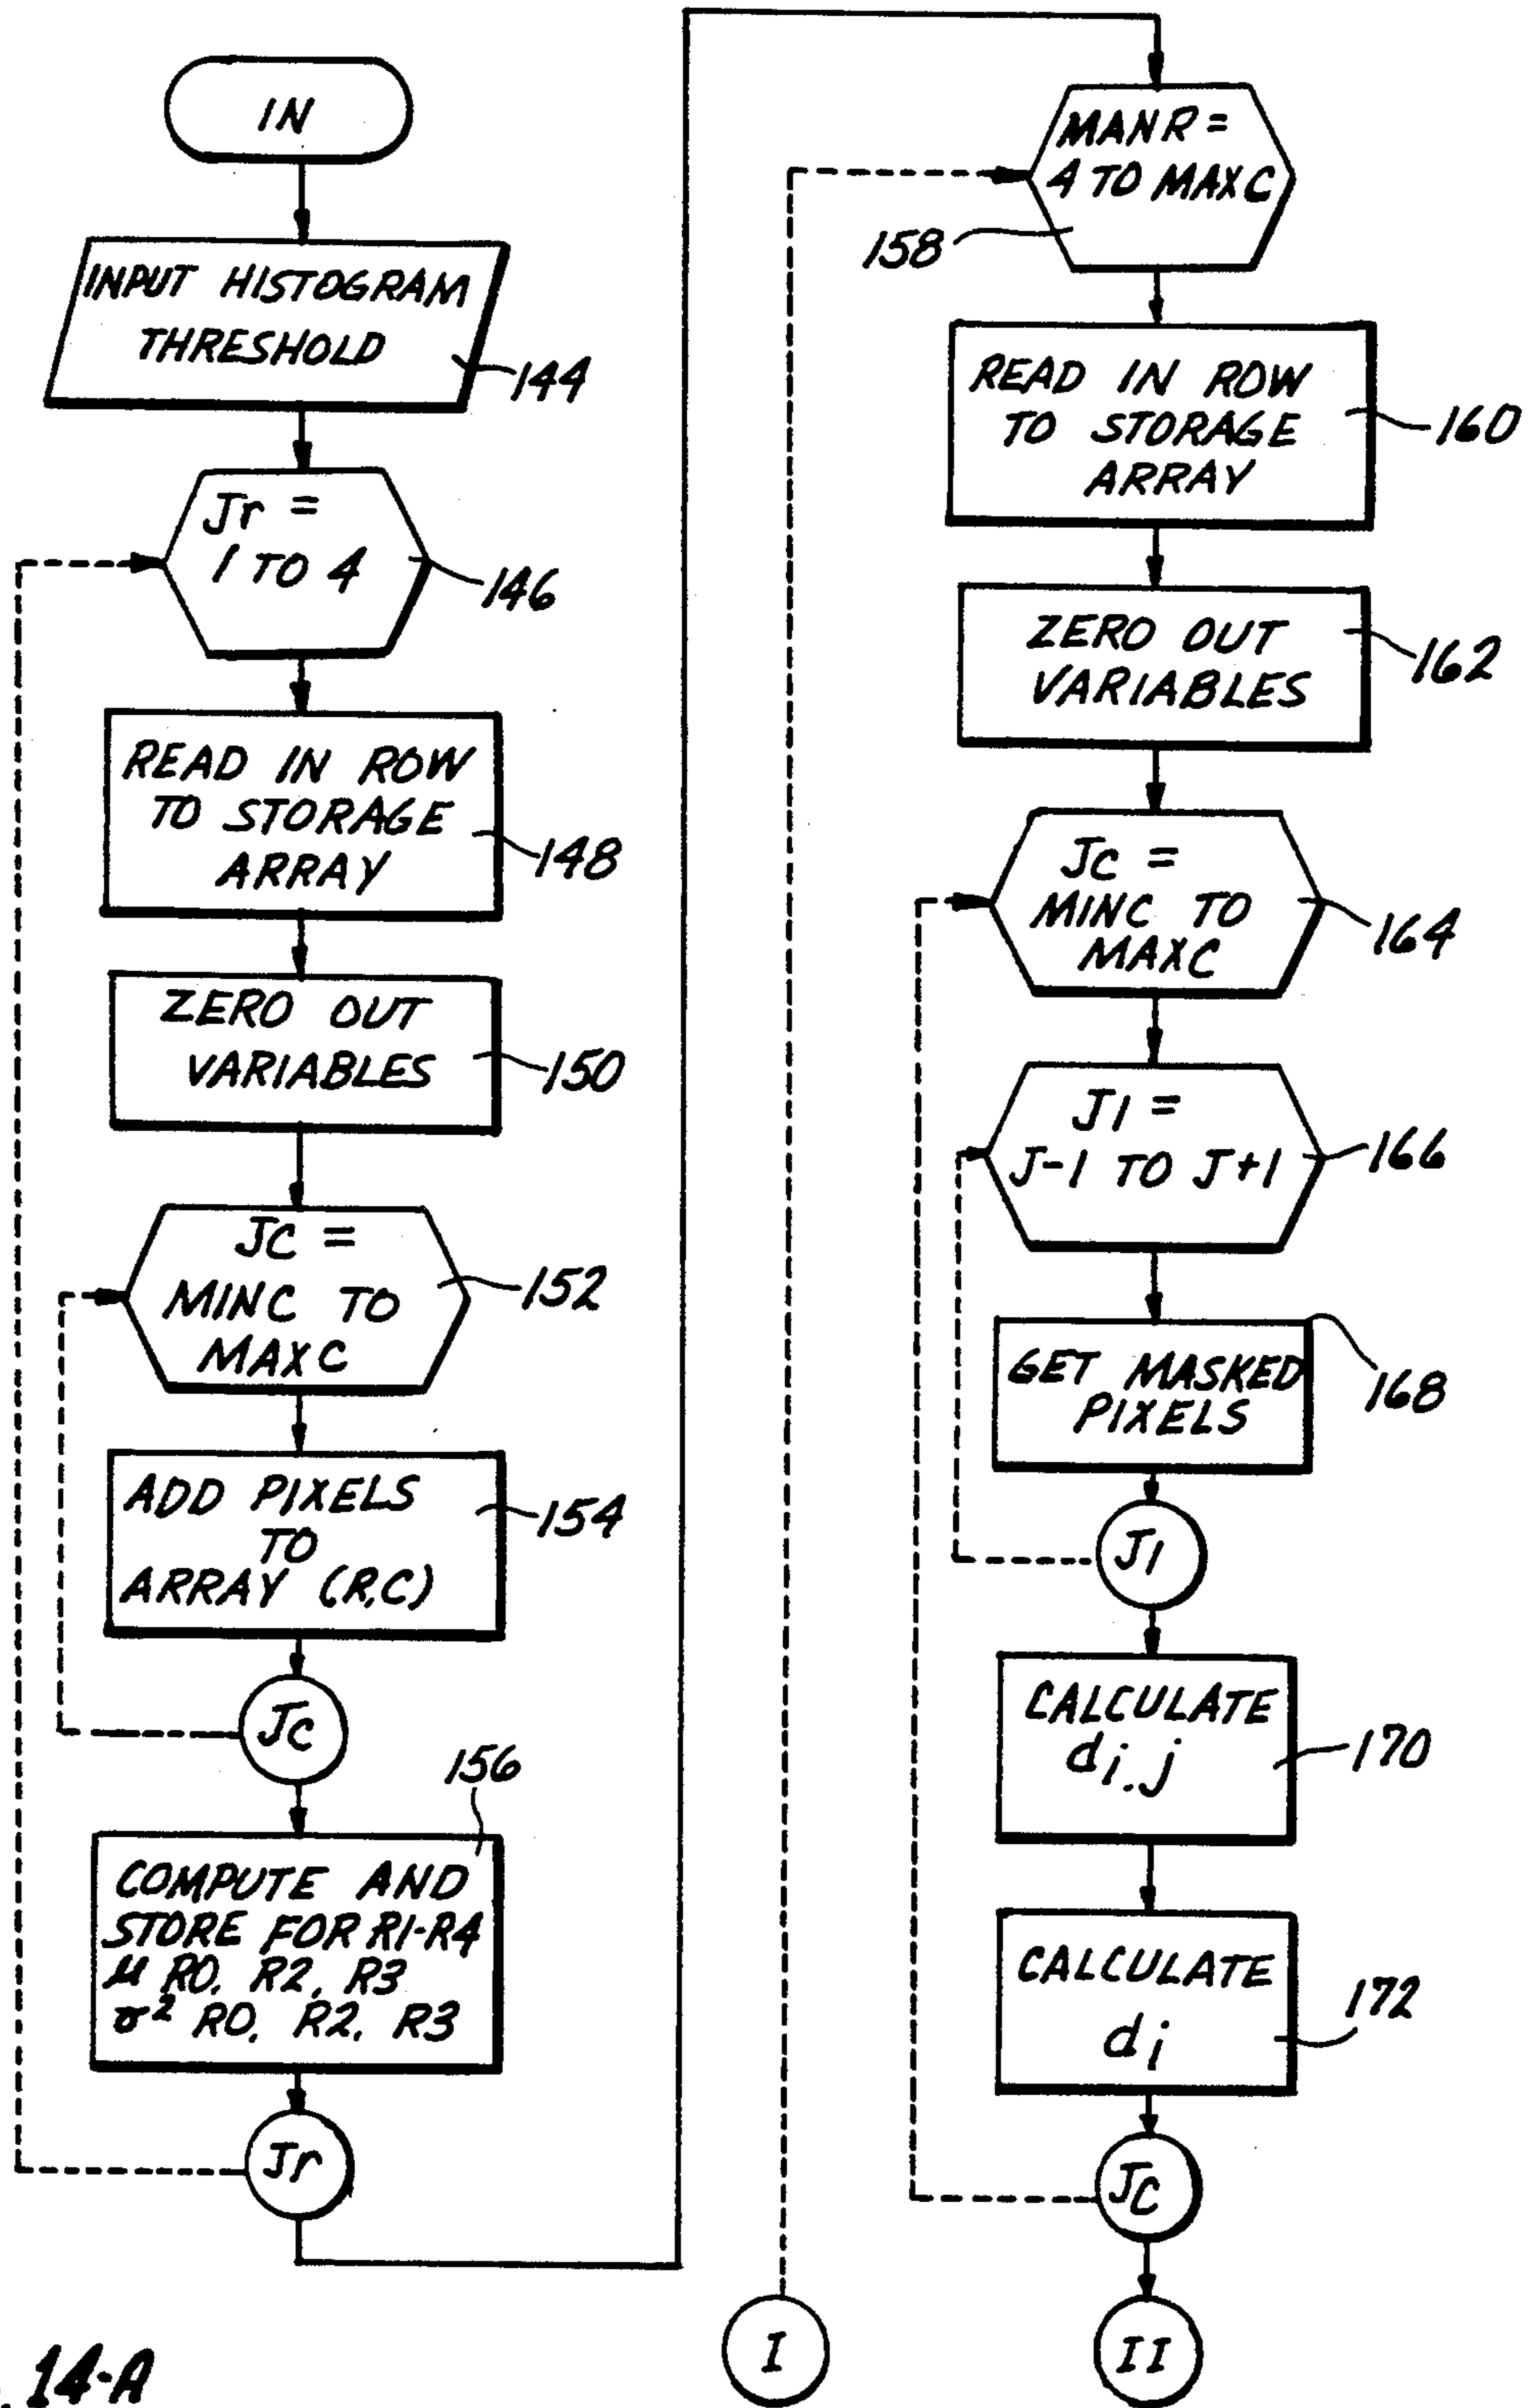 IN
INPUT HISTOGRAM
THRESHOLD
144
Jr =
1 TO 4
146
READ IN ROW
TO STORAGE
ARRAY
148
ZERO OUT
VARIABLES
150
JC =
MINC TO
MAXC
152
ADD PIXELS
TO
ARRAY (R,C)
154
JC
156
COMPUTE AND
STORE FOR R1-R4
μ R0, R2, R3
σ² R0, R2, R3
Jr
MANR =
4 TO MAXC
158
READ IN ROW
TO STORAGE
ARRAY
160
ZERO OUT
VARIABLES
162
JC =
MINC TO
MAXC
164
J1 =
J-1 TO J+1
166
GET MASKED
PIXELS
168
J1
CALCULATE
di.j
170
CALCULATE
di
172
JC
I
II
14-A